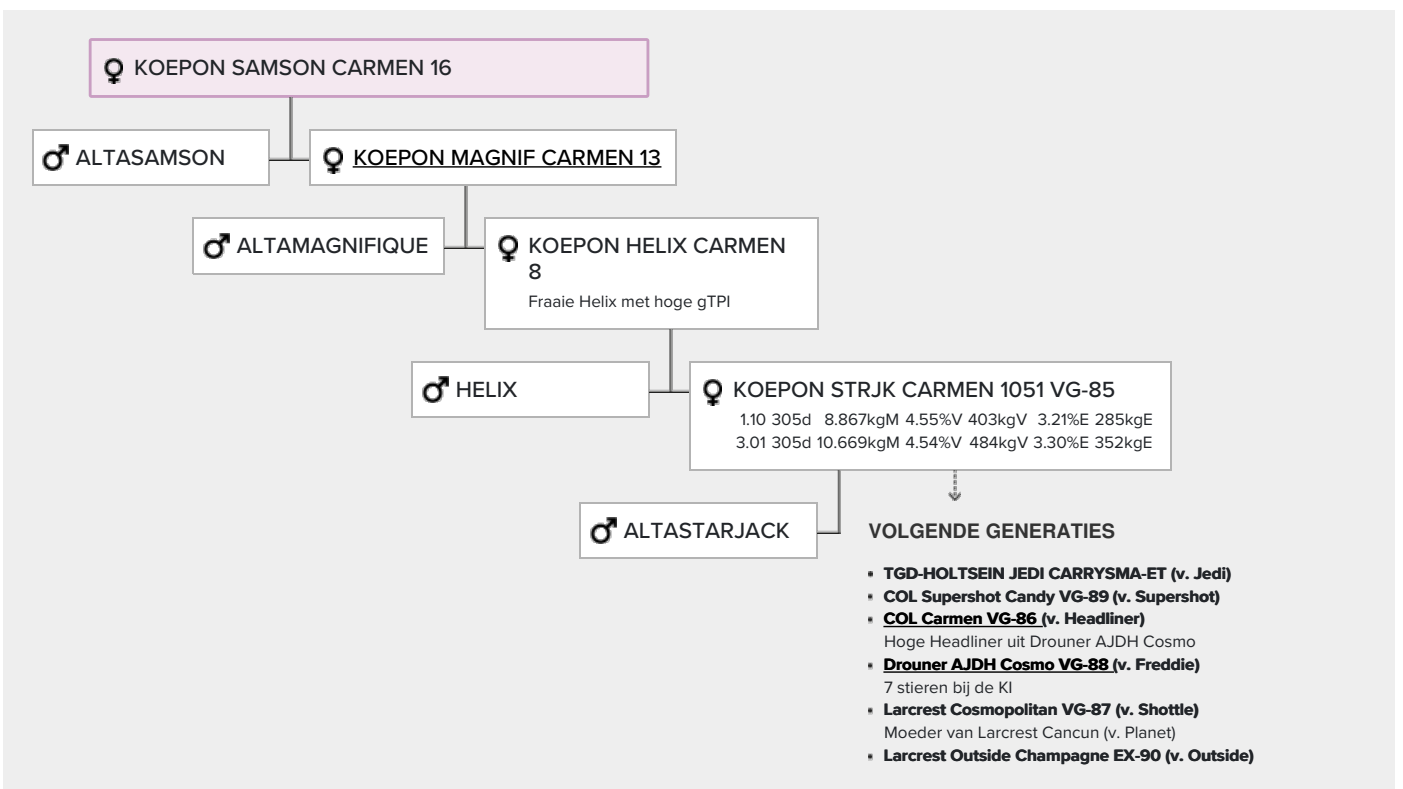 KOEPON SAMSON CARMEN 16
ALTASAMSON
KOEPON MAGNIF CARMEN 13
ALTAMAGNIFIQUE
KOEPON HELIX CARMEN
8
Fraaie Helix met hoge gTPI
HELIX
KOEPON STRJK CARMEN 1051 VG-85
1.10 305d 8.867kgM 4.55%V 403kgV 3.21%E 285kgE
3.01 305d 10.669kgM 4.54%V 484kgV 3.30%E 352kgE
ALTASTARJACK
VOLGENDE GENERATIES
TGD-HOLTSEIN JEDI CARRYSMA-ET (v. Jedi)
COL Supershot Candy VG-89 (v. Supershot)
COL Carmen VG-86 (v. Headliner)
Hoge Headliner uit Drouner AJDH Cosmo
Drouner AJDH Cosmo VG-88 (v. Freddie)
7 stieren bij de KI
Larcrest Cosmopolitan VG-87 (v. Shottle)
Moeder van Larcrest Cancun (v. Planet)
Larcrest Outside Champagne EX-90 (v. Outside)